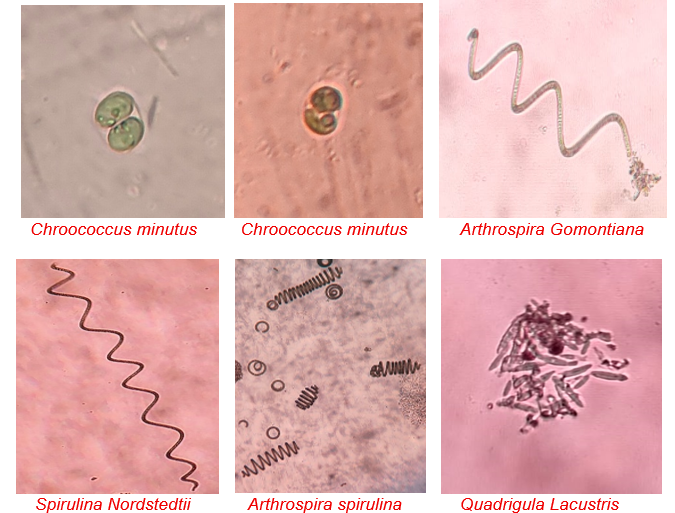 Chroococcus minutus
Chroococcus minutus
Arthrospira Gomontiana
Spirulina Nordstedtii
Arthrospira spirulina
Quadrigula Lacustris